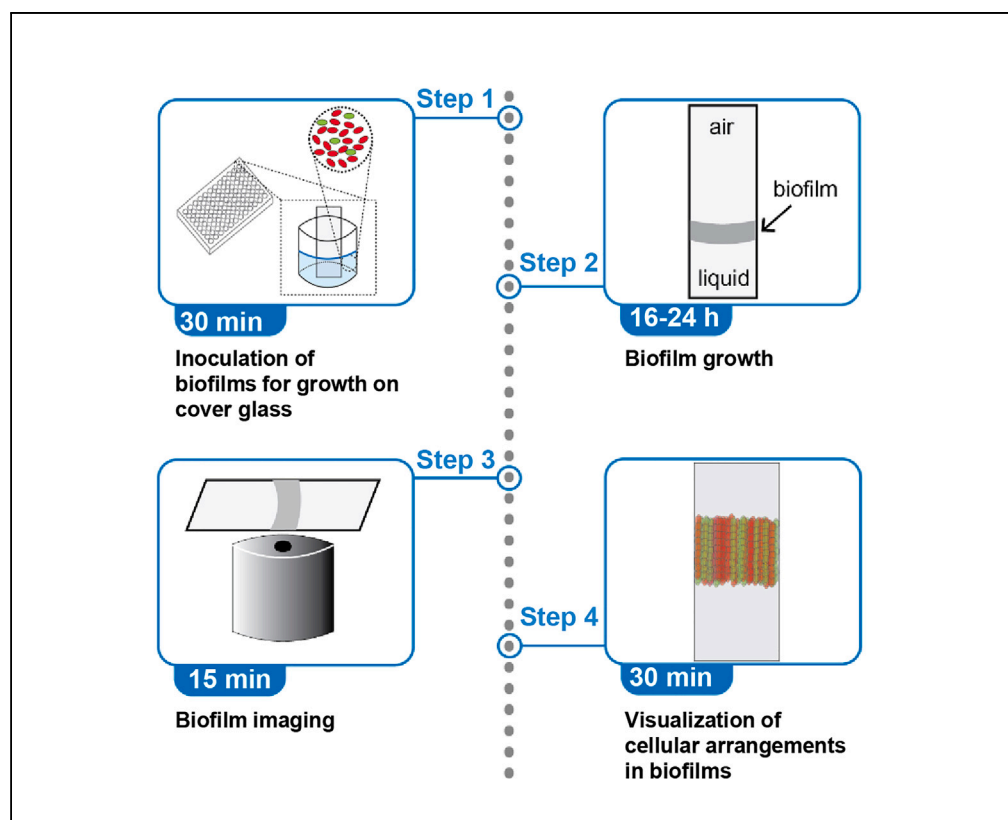 Step 1
30 min
Inoculation of
biofilms for growth on
cover glass
Step 2
air
biofilm
liquid
16-24 h
Biofilm growth
Step 3
15 min
Biofilm imaging
Step 4
30 min
Visualization of
cellular arrangements
in biofilms